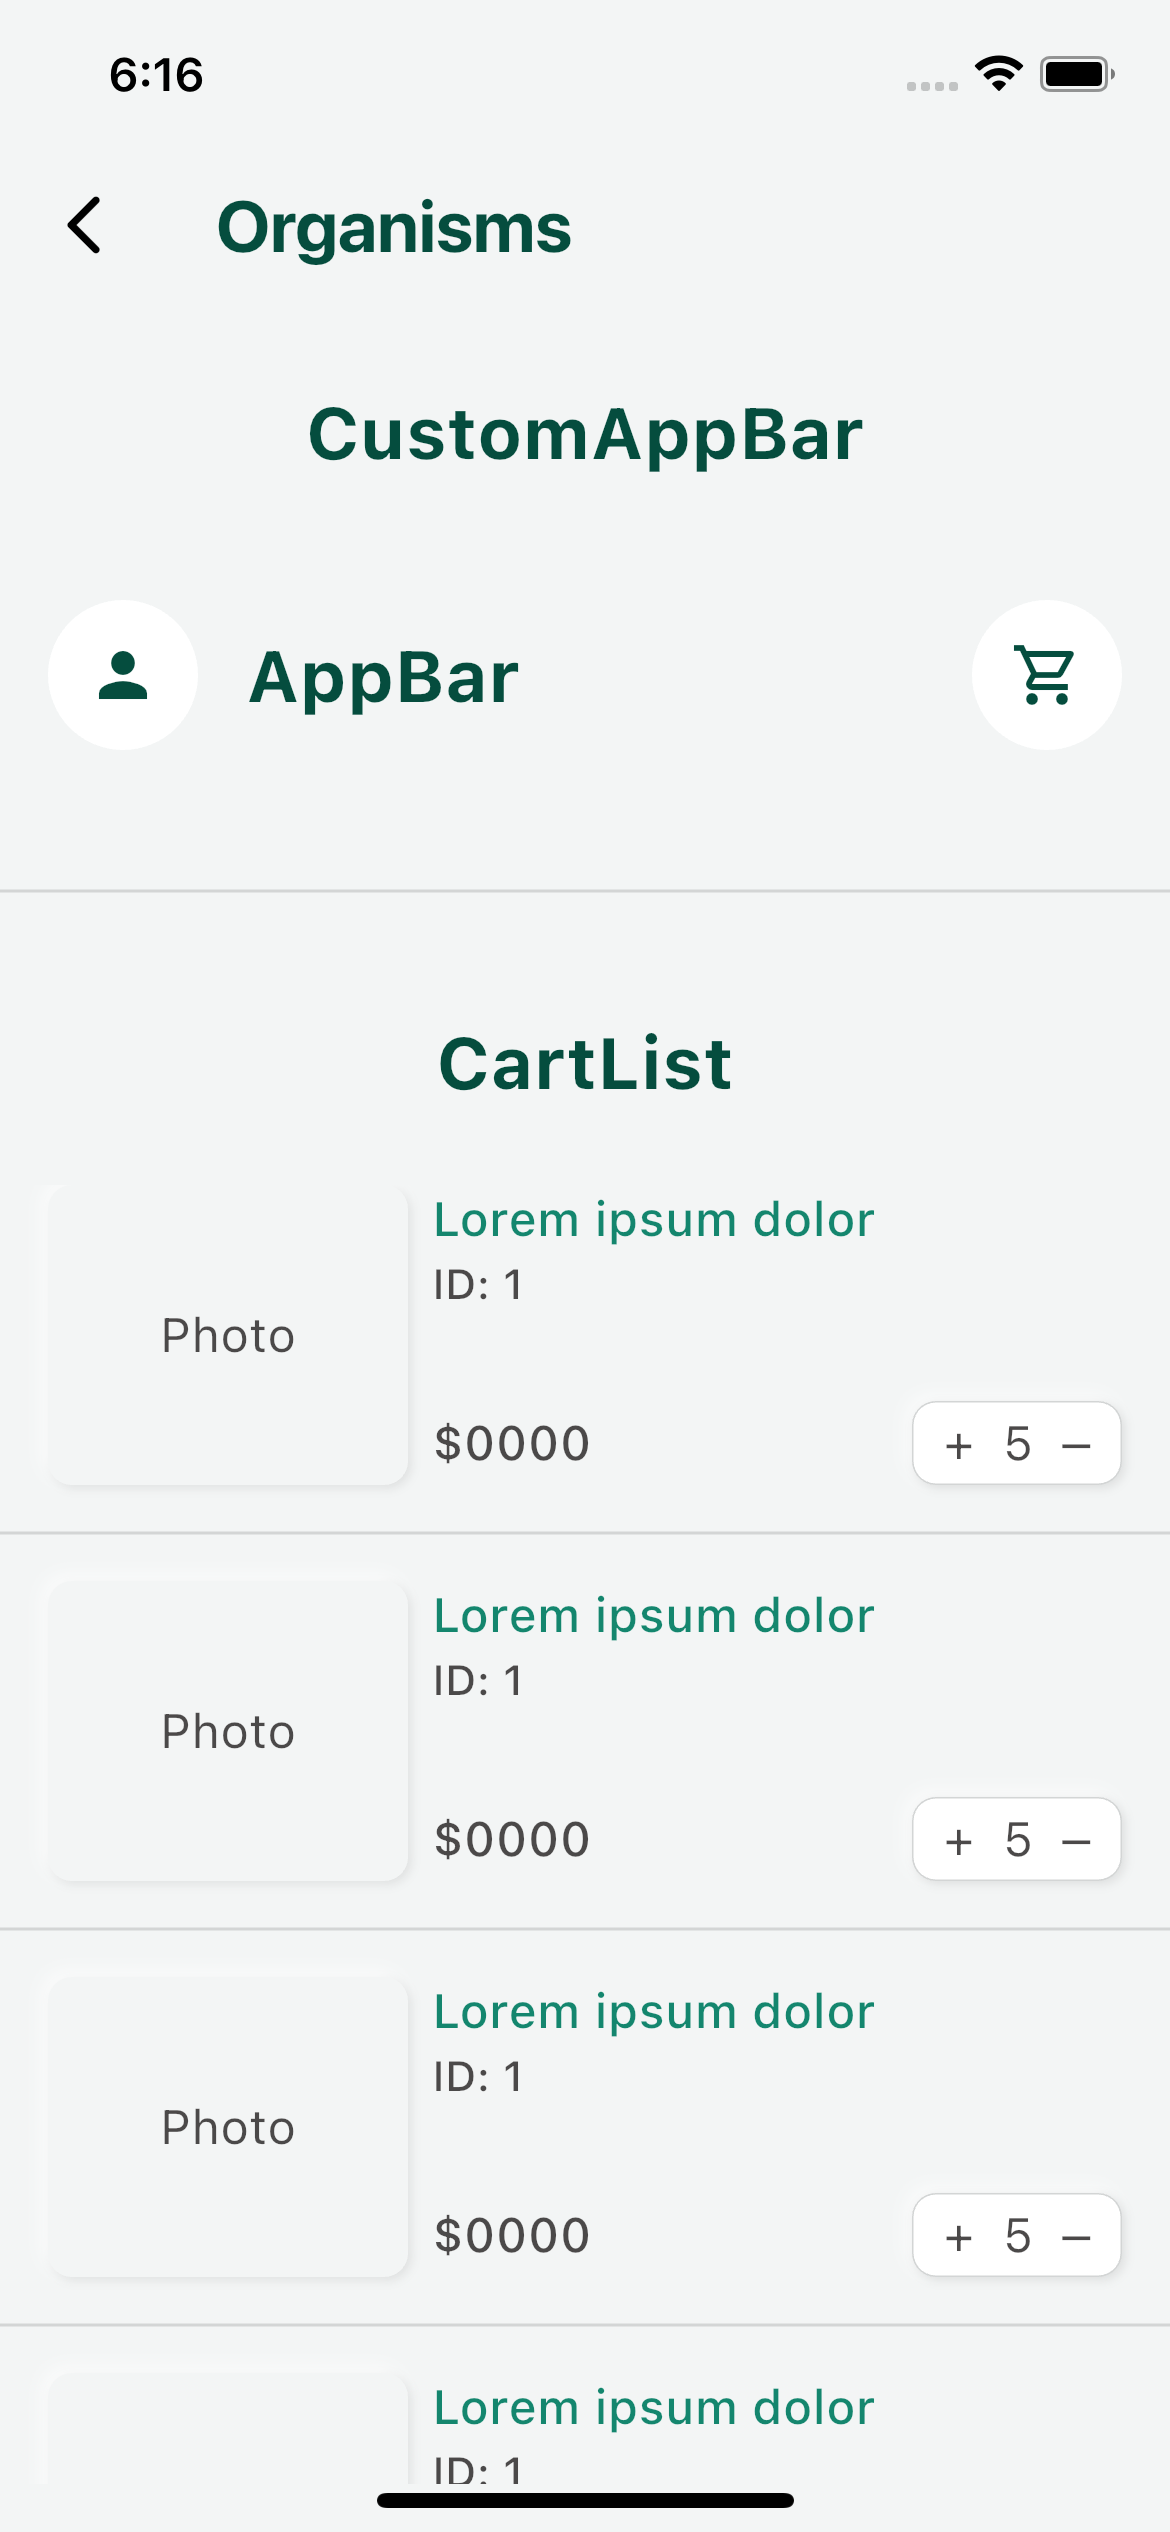 6:16
Organisms
CustomAppBar
AppBar
CartList
Lorem ipsum dolor
ID: 1
Photo
$0000
+ 5 −
Lorem ipsum dolor
ID: 1
Photo
$0000
+ 5 −
Lorem ipsum dolor
ID: 1
Photo
$0000
+ 5 −
Lorem ipsum dolor
ID: 1